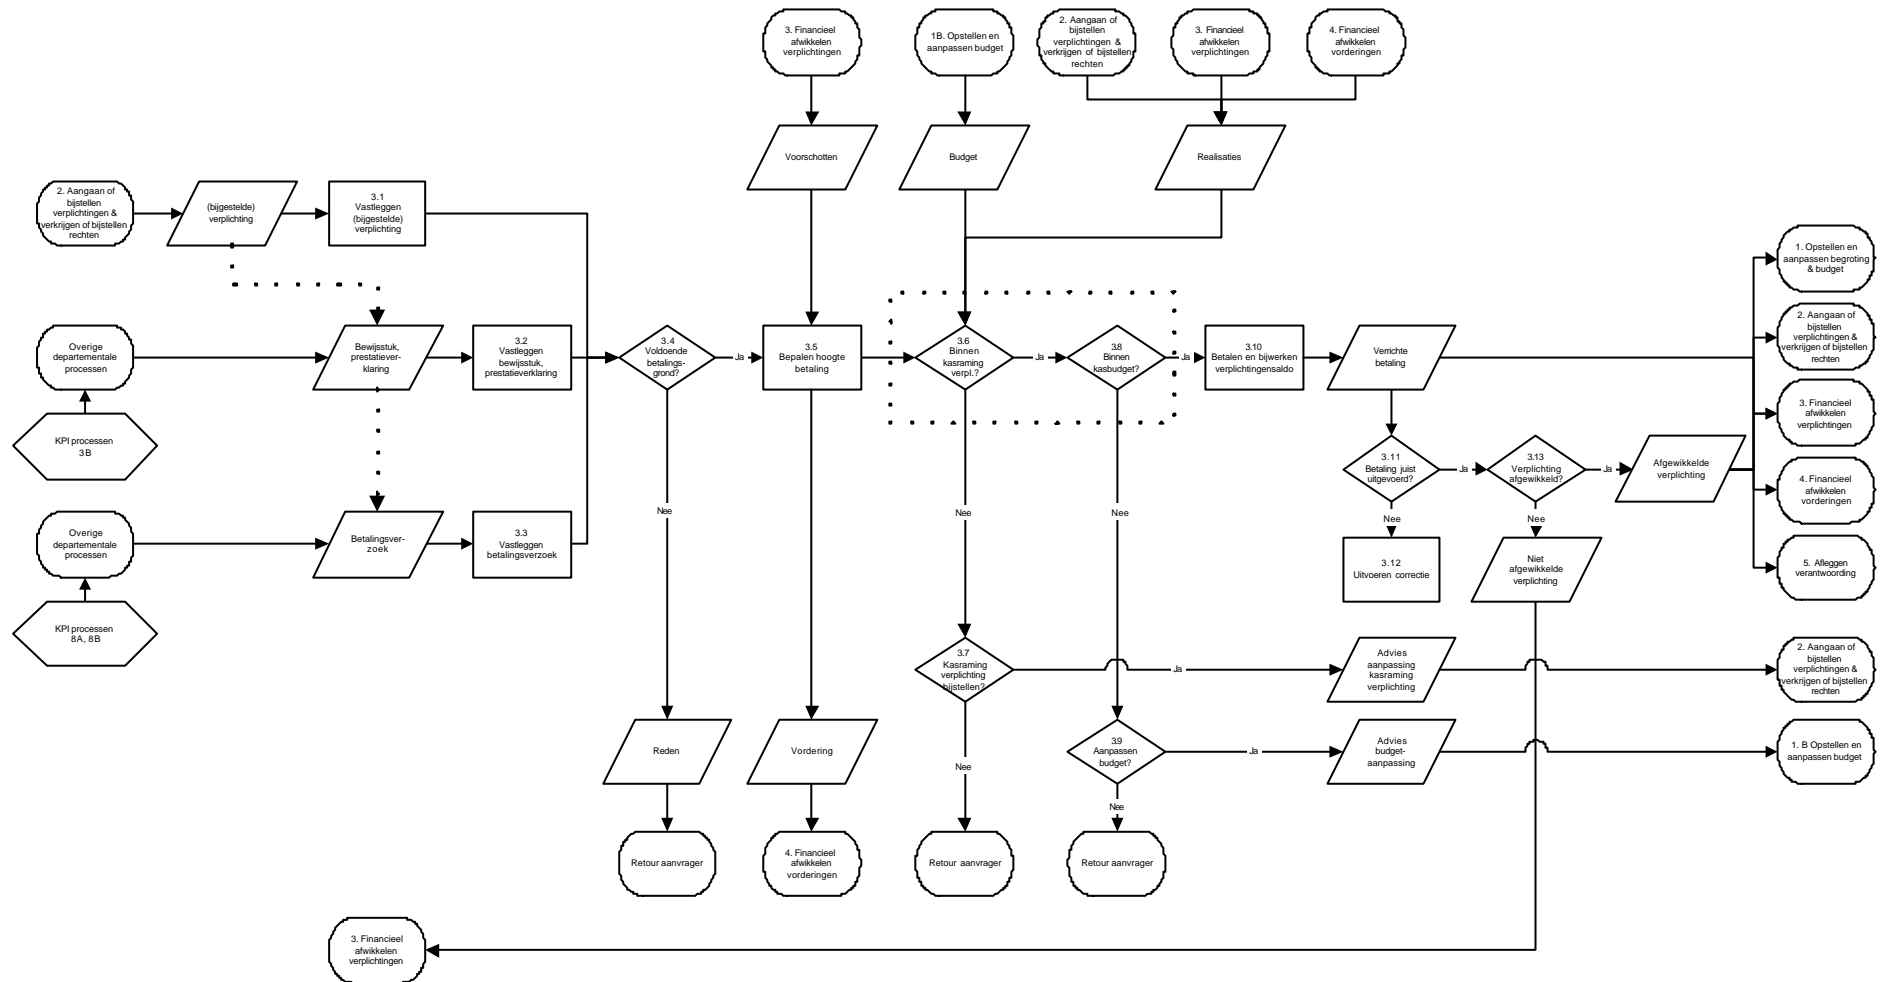 3. Financieel
afwikkelen
verplichtingen
1B. Opstellen en
aanpassen budget
2. Aangaan of
bijstellen
verplichtingen &
verkrijgen of bijstellen
rechten
3. Financieel
afwikkelen
verplichtingen
4. Financieel
afwikkelen
vorderingen
Voorschotten
Budget
Realisaties
2. Aangaan of
bijstellen
verplichtingen &
verkrijgen of bijstellen
rechten
(bijgestelde)
verplichting
3.1
Vastleggen
(bijgestelde)
verplichting
Overige
departementale
processen
Bewijsstuk,
prestatiever-
klaring
3.2
Vastleggen
bewijsstuk,
prestatieverklaring
3.4
Voldoende
betalings-
grond?
Ja
3.5
Bepalen hoogte
betaling
3.6
Binnen
kasraming
verpl.?
Ja
3.8
Binnen
kasbudget?
Ja
3.10
Betalen en bijwerken
verplichtingensaldo
Verrichte
betaling
1. Opstellen en
aanpassen begroting
& budget
2. Aangaan of
bijstellen
verplichtingen &
verkrijgen of bijstellen
rechten
3. Financieel
afwikkelen
verplichtingen
4. Financieel
afwikkelen
vorderingen
5. Afleggen
verantwoording
KPI processen
3B
3.11
Betaling juist
uitgevoerd?
Ja
3.13
Verplichting
afgewikkeld?
Ja
Afgewikkelde
verplichting
Nee
Nee
Nee
Nee
Nee
Overige
departementale
processen
Betalingsver-
zoek
3.3
Vastleggen
betalingsverzoek
3.12
Uitvoeren correctie
Niet
afgewikkelde
verplichting
KPI processen
8A, 8B
3.7
Kasraming
verplichting
bijstellen?
Ja
Advies
aanpassing
kasraming
verplichting
2. Aangaan of
bijstellen
verplichtingen &
verkrijgen of bijstellen
rechten
Reden
Vordering
Nee
3.9
Aanpassen
budget?
Ja
Advies
budget-
aanpassing
1. B Opstellen en
aanpassen budget
Nee
Retour aanvrager
4. Financieel
afwikkelen
vorderingen
Retour aanvrager
Retour aanvrager
3. Financieel
afwikkelen
verplichtingen